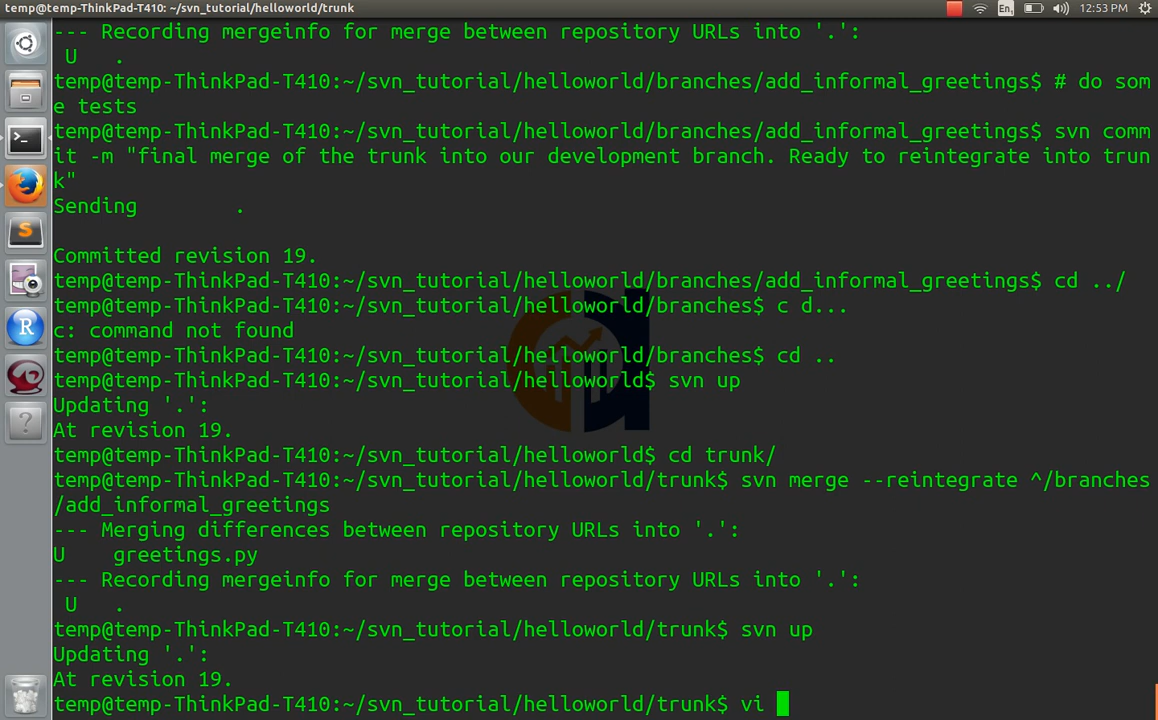 temp@temp-ThinkPad-T410: ~/svn_tutorial/helloworld/trunk
En
12:53 PM
--- Recording mergeinfo for merge between repository URLs into '.':
 U   .
temp@temp-ThinkPad-T410:~/svn_tutorial/helloworld/branches/add_informal_greetings$ # do som
e tests
temp@temp-ThinkPad-T410:~/svn_tutorial/helloworld/branches/add_informal_greetings$ svn comm
it -m "final merge of the trunk into our development branch. Ready to reintegrate into trun
k"
Sending        .

Committed revision 19.
temp@temp-ThinkPad-T410:~/svn_tutorial/helloworld/branches/add_informal_greetings$ cd ../
temp@temp-ThinkPad-T410:~/svn_tutorial/helloworld/branches$ c d...
c: command not found
temp@temp-ThinkPad-T410:~/svn_tutorial/helloworld/branches$ cd ..
temp@temp-ThinkPad-T410:~/svn_tutorial/helloworld$ svn up
Updating '.':
At revision 19.
temp@temp-ThinkPad-T410:~/svn_tutorial/helloworld$ cd trunk/
temp@temp-ThinkPad-T410:~/svn_tutorial/helloworld/trunk$ svn merge --reintegrate ^/branches
/add_informal_greetings
--- Merging differences between repository URLs into '.':
U    greetings.py
--- Recording mergeinfo for merge between repository URLs into '.':
 U   .
temp@temp-ThinkPad-T410:~/svn_tutorial/helloworld/trunk$ svn up
Updating '.':
At revision 19.
temp@temp-ThinkPad-T410:~/svn_tutorial/helloworld/trunk$ vi